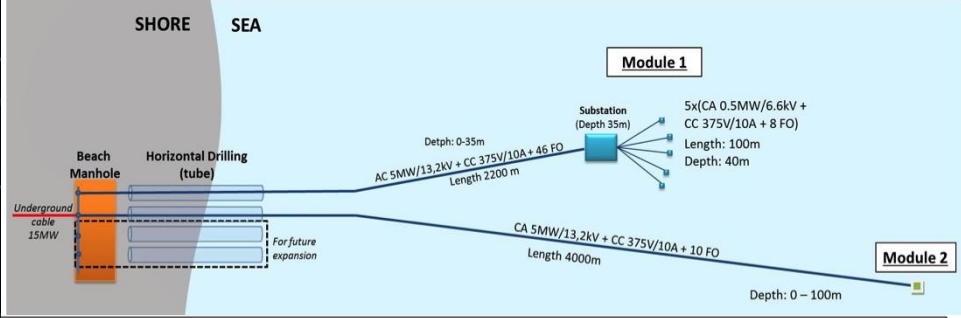 SHORE SEA
Module 1
Substation
(Depth 35m)
5x(CA 0.5MW/6.6kV +
CC 375V/10A + 8 FO)
Length: 100m
Depth: 40m
Detph: 0-35m
AC 5MW/13,2kV + CC 375V/10A + 46 FO
Length 2200 m
Beach
Manhole
Horizontal Drilling
(tube)
Underground
cable
15MW
For future
expansion
CA 5MW/13,2kV + CC 375V/10A + 10 FO
Length 4000m
Module 2
Depth: 0 – 100m